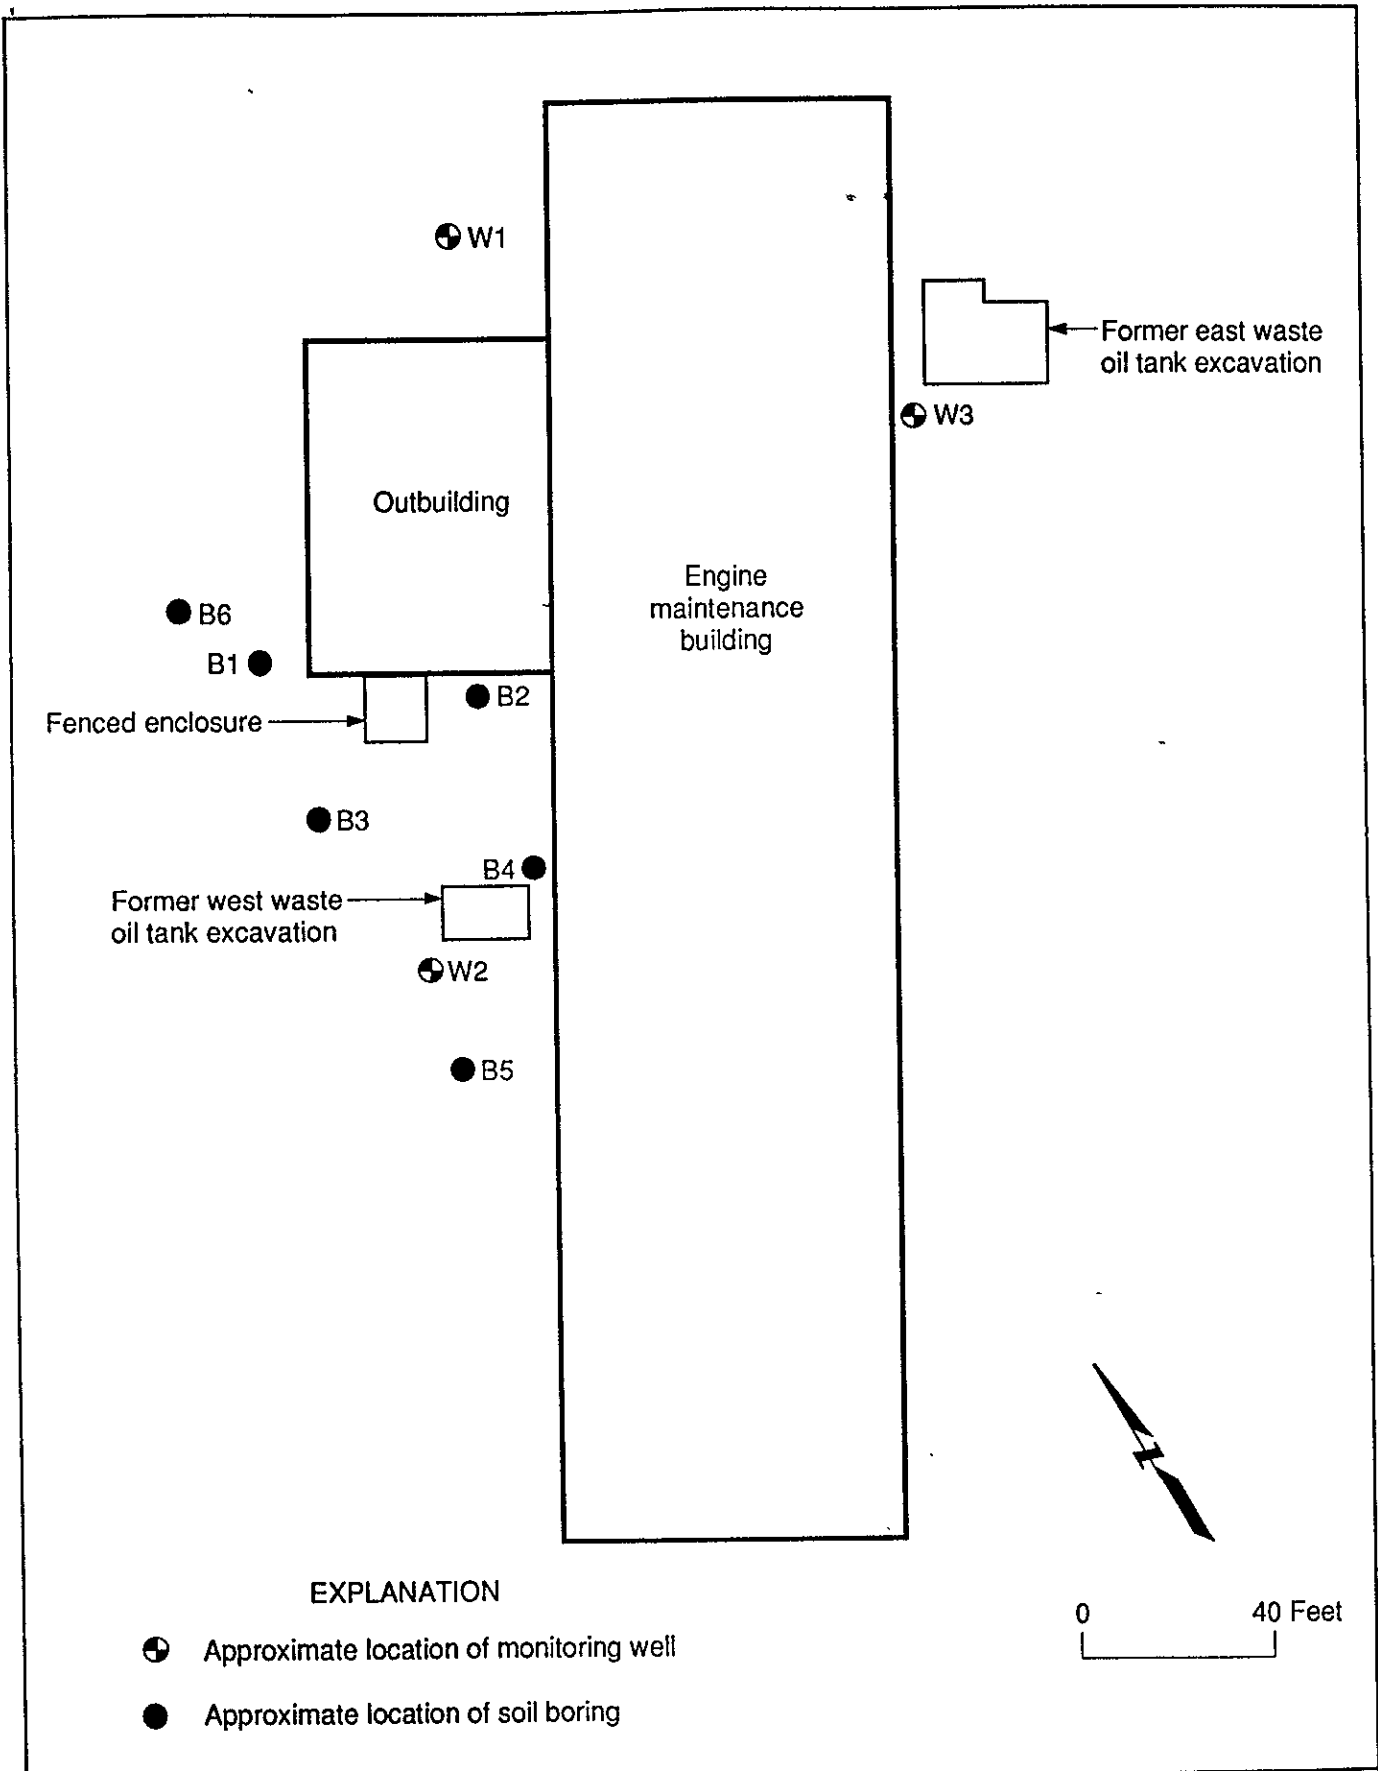 W1
Former east waste
oil tank excavation
W3
Outbuilding
Engine
maintenance
building
B6
B1
B2
Fenced enclosure
B3
B4
Former west waste
oil tank excavation
W2
B5
N
EXPLANATION
0 40 Feet
Approximate location of monitoring well
Approximate location of soil boring